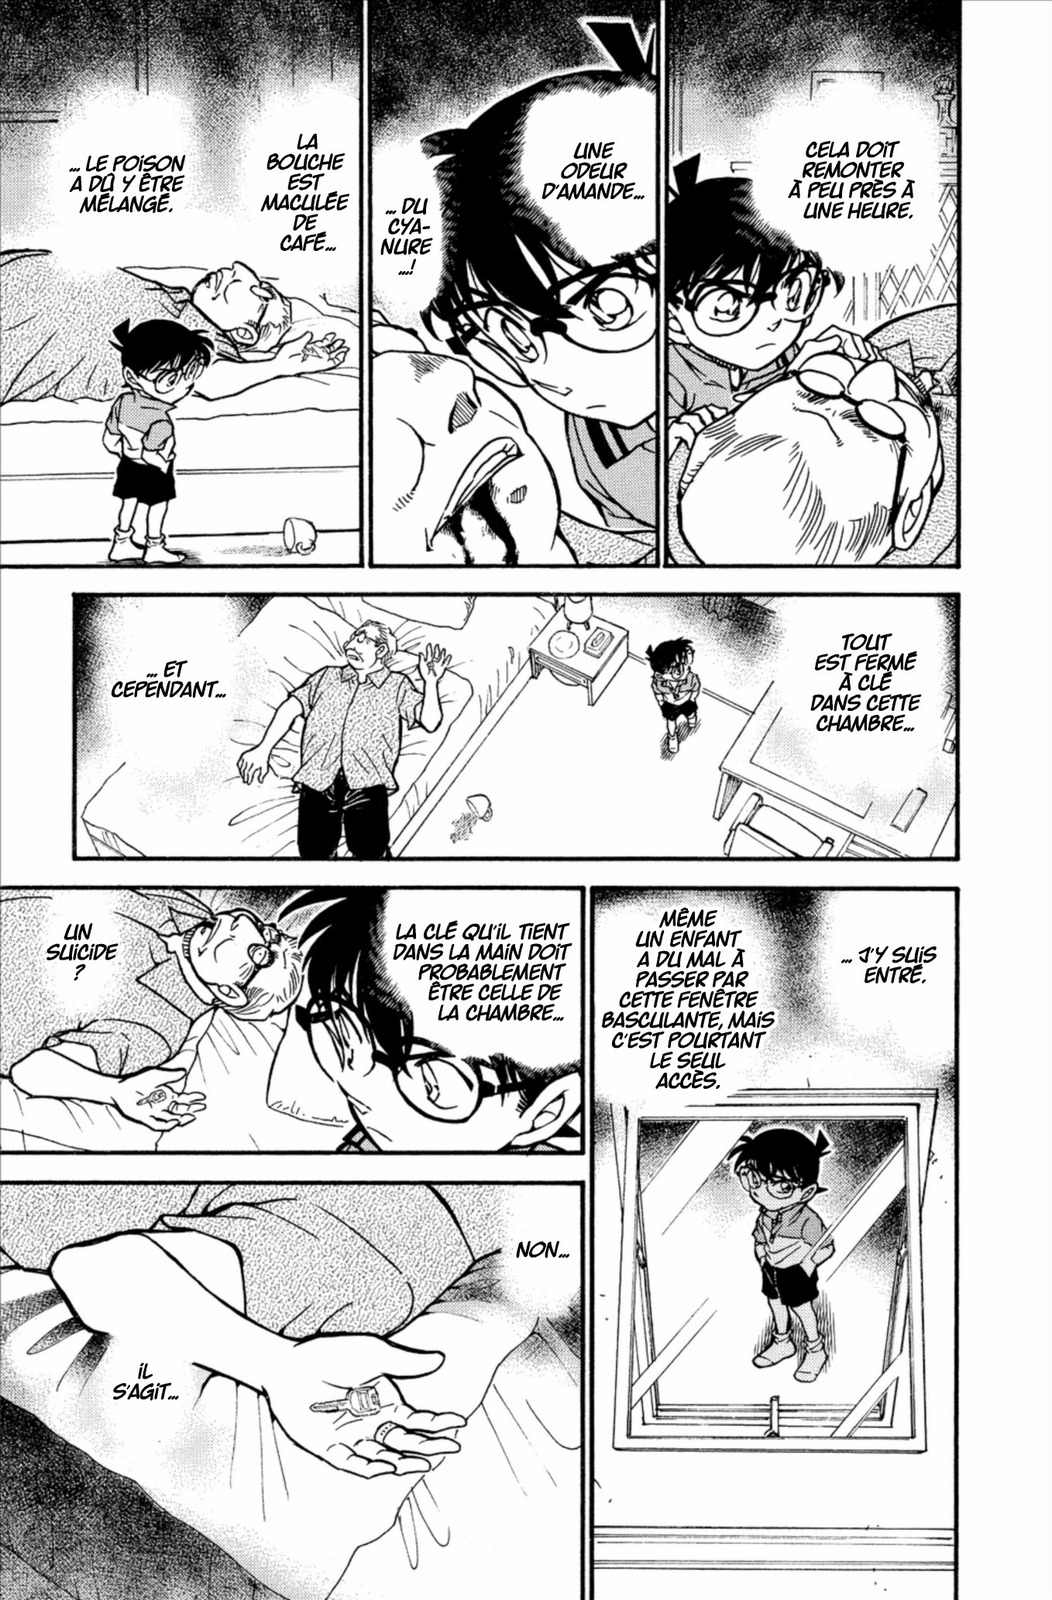 CELA DOIT
REMONTER
À PEU PRÈS À
UNE HEURE.
UNE
ODEUR
D'AMANDE...
... DU
CYA-
NURE
...!
LA
BOUCHE
EST
MACULÉE
DE
CAFÉ...
... LE POISON
A DÛ Y ÊTRE
MÉLANGÉ.
TOUT
EST FERMÉ
À CLÉ
DANS CETTE
CHAMBRE...
... ET
CEPENDANT...
... J'Y SUIS
ENTRÉ.
MÊME
UN ENFANT
A DU MAL À
PASSER PAR
CETTE FENÊTRE
BASCULANTE, MAIS
C'EST POURTANT
LE SEUL
ACCÈS.
LA CLÉ QU'IL TIENT
DANS LA MAIN DOIT
PROBABLEMENT
ÊTRE CELLE DE
LA CHAMBRE...
UN
SUICIDE
?
NON...
IL
S'AGIT...